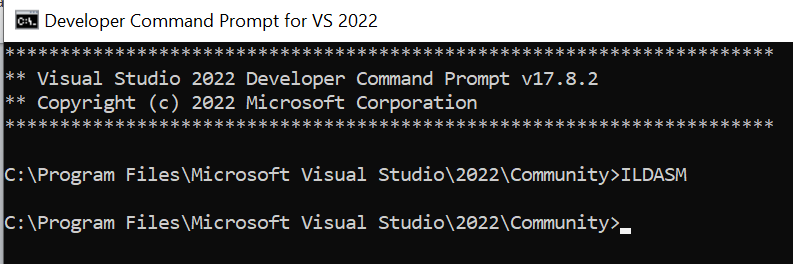 Developer Command Prompt for VS 2022
**********************************************************************
** Visual Studio 2022 Developer Command Prompt v17.8.2
** Copyright (c) 2022 Microsoft Corporation
**********************************************************************
C:\Program Files\Microsoft Visual Studio\2022\Community>ILDASM
C:\Program Files\Microsoft Visual Studio\2022\Community>